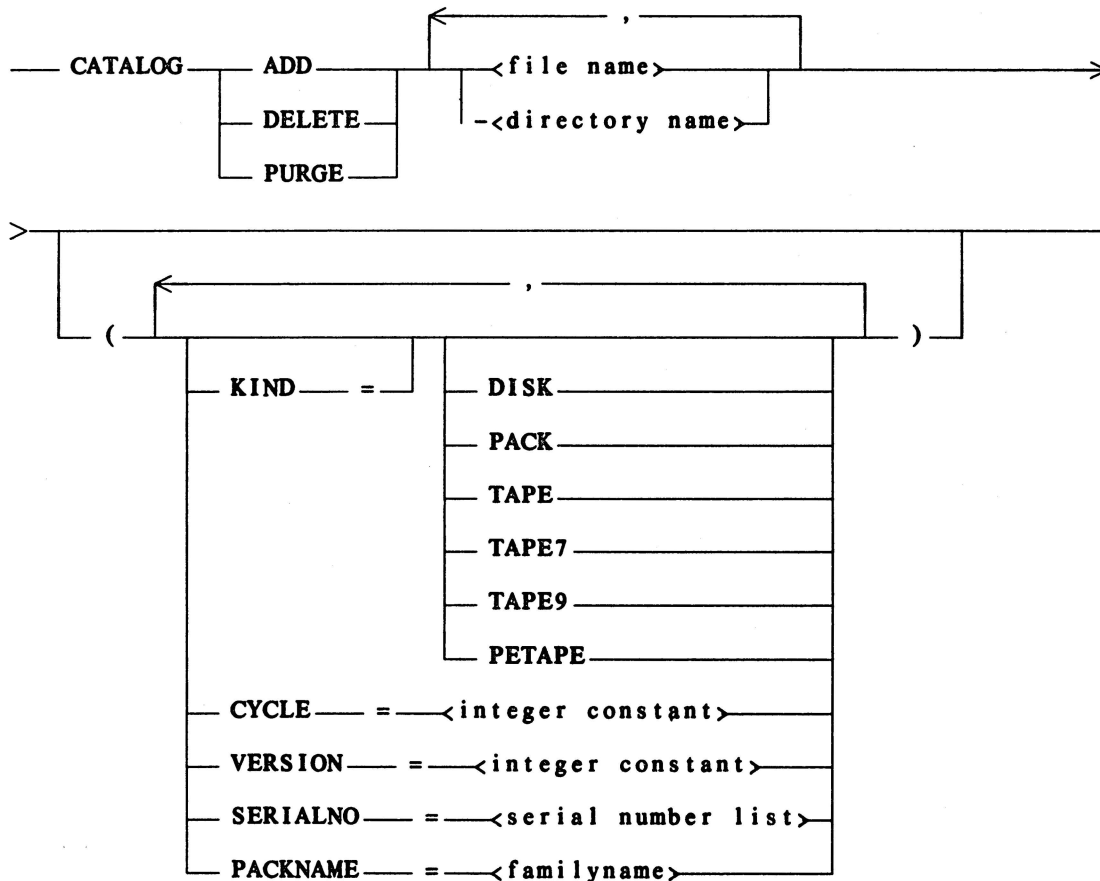 ,
CATALOG ADD <file name>
DELETE -<directory name>
PURGE
,
( )
KIND = DISK
PACK
TAPE
TAPE7
TAPE9
PETAPE
CYCLE = <integer constant>
VERSION = <integer constant>
SERIALNO = <serial number list>
PACKNAME = <familyname>